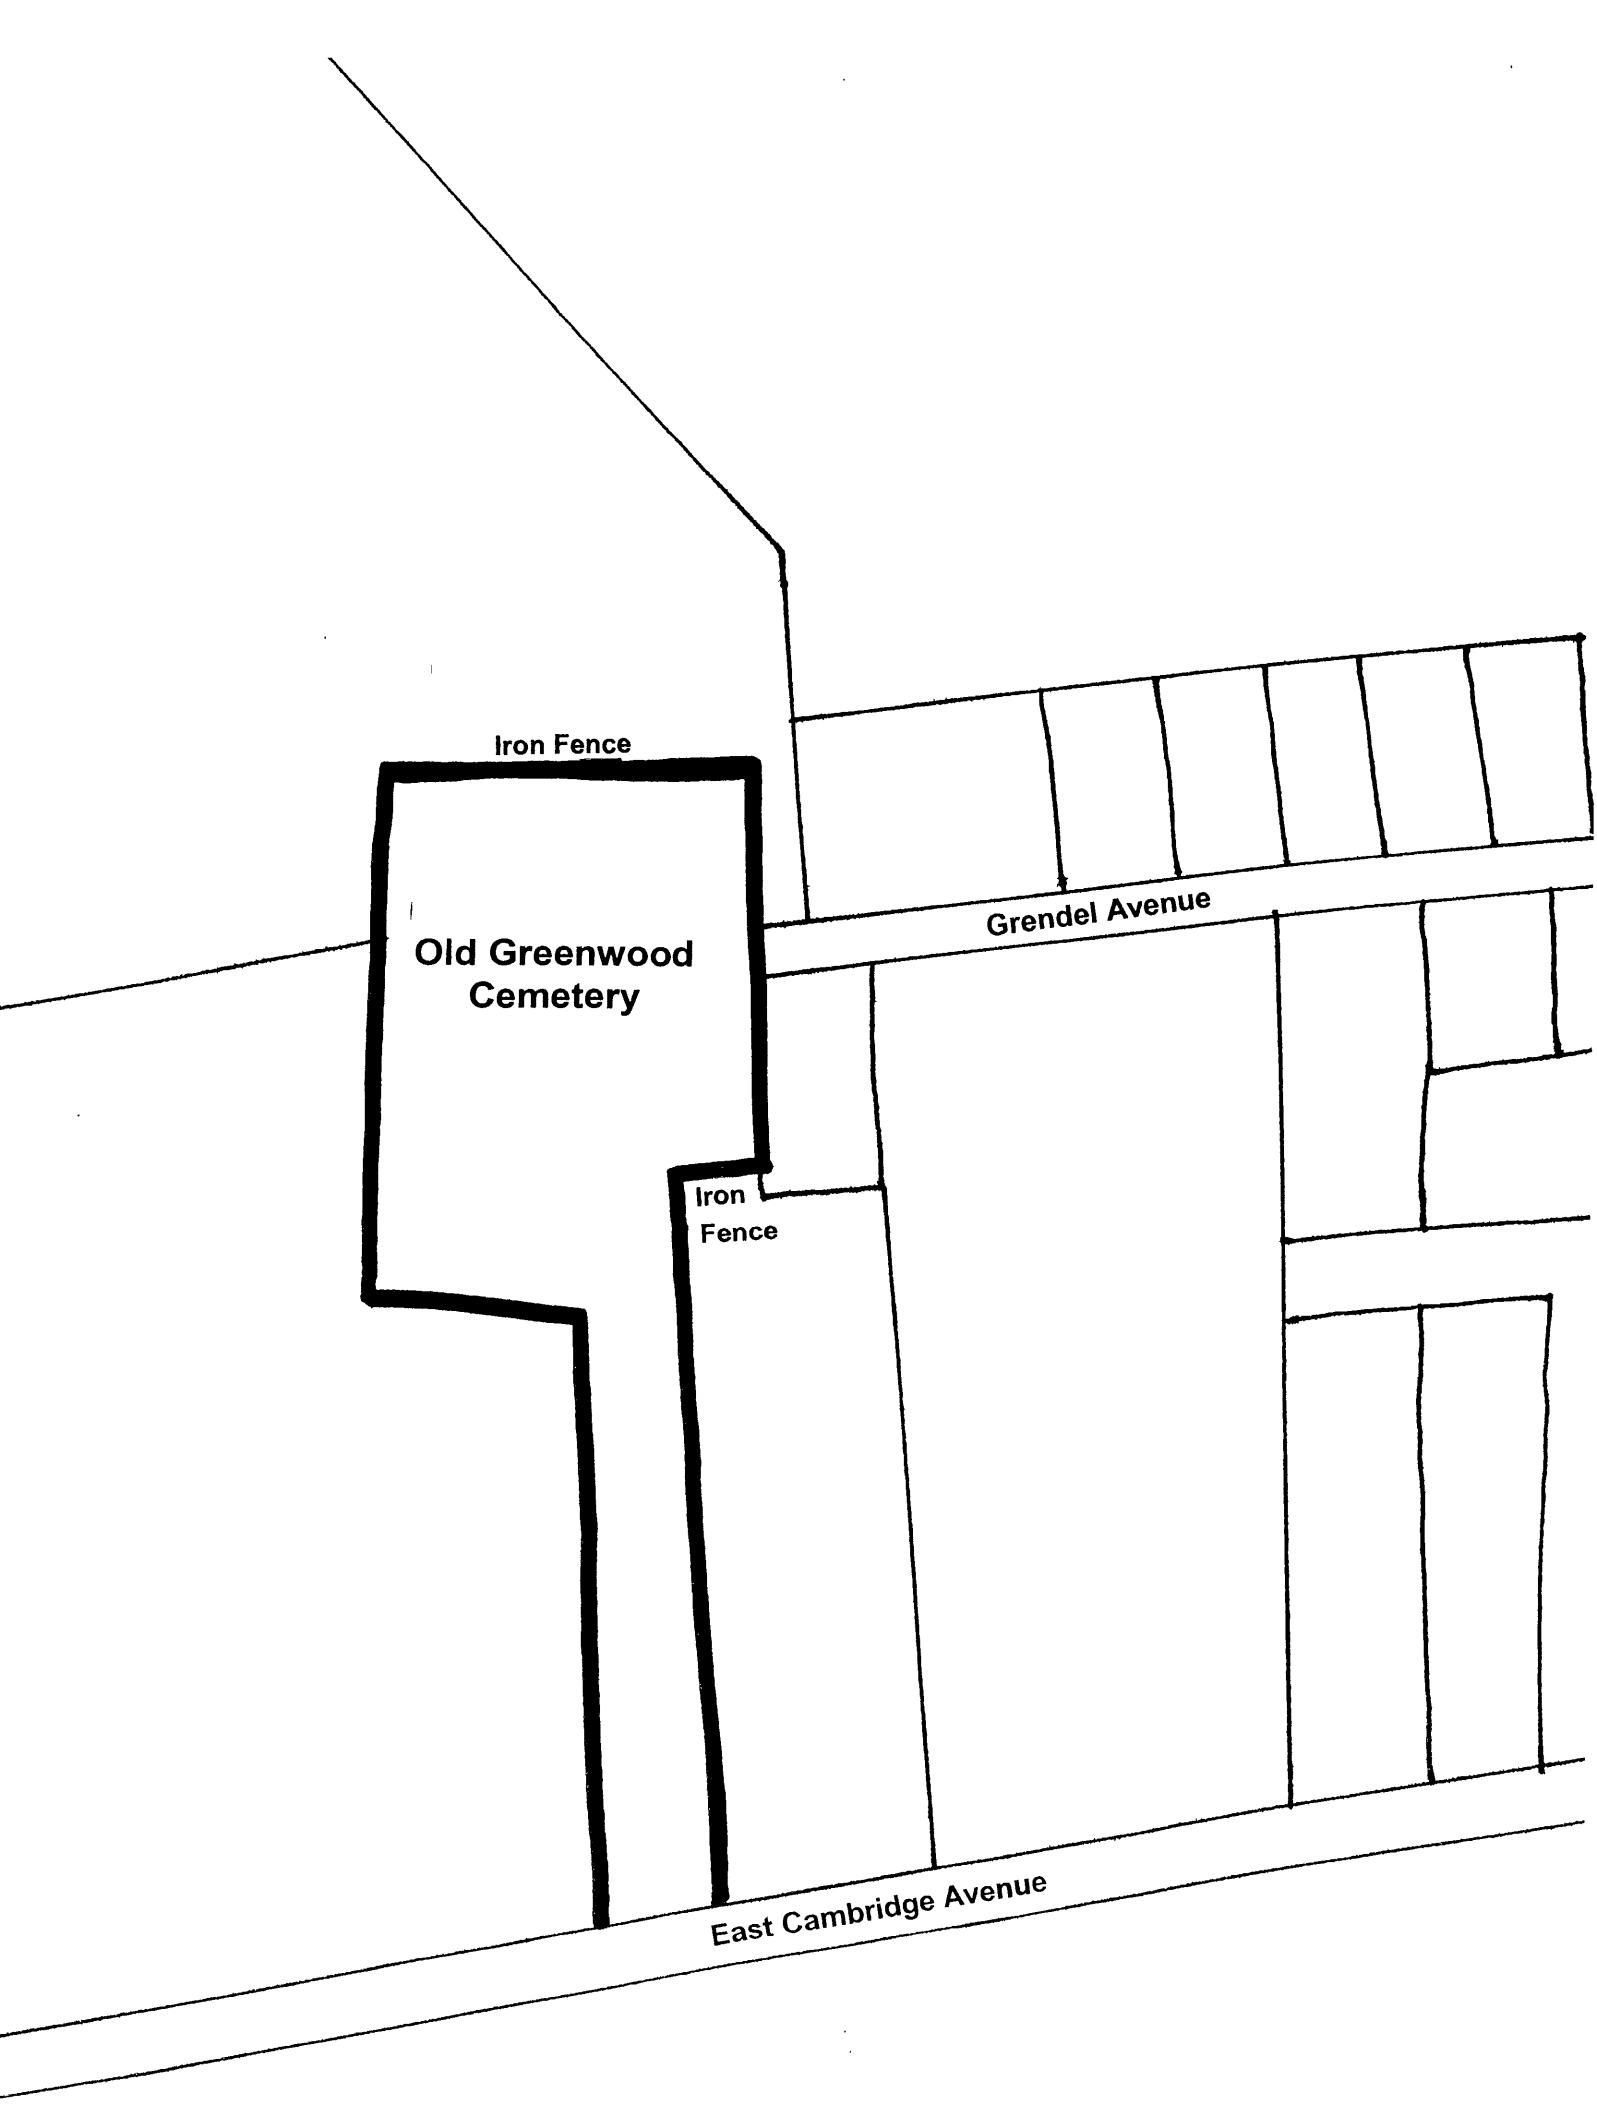 Iron Fence
Grendel Avenue
Old Greenwood
Cemetery
Iron
Fence
East Cambridge Avenue